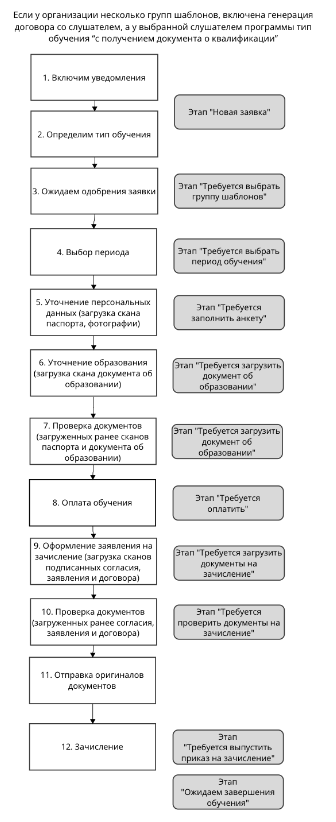 Если у организации несколько групп шаблонов, включена генерация
договора со слушателем, а у выбранной слушателем программы тип
обучения “с получением документа о квалификации”
1. Включим уведомления
Этап "Новая заявка"
2. Определим тип обучения
3. Ожидаем одобрения заявки
Этап "Требуется выбрать
группу шаблонов"
4. Выбор периода
Этап "Требуется выбрать
период обучения"
5. Уточнение персональных
данных (загрузка скана
паспорта, фотографии)
Этап "Требуется
заполнить анкету"
6. Уточнение образования
(загрузка скана документа об
образовании)
Этап "Требуется загрузить
документ об
образовании"
7. Проверка документов
(загруженных ранее сканов
паспорта и документа об
образовании)
Этап "Требуется загрузить
документ об
образовании"
8. Оплата обучения
Этап "Требуется
оплатить"
9. Оформление заявления на
зачисление (загрузка сканов
подписанных согласия,
заявления и договора)
Этап "Требуется загрузить
документы на
зачисление"
10. Проверка документов
(загруженных ранее согласия,
заявления и договора)
Этап "Требуется
проверить документы на
зачисление"
11. Отправка оригиналов
документов
12. Зачисление
Этап
"Требуется выпустить
приказ на зачисление"
Этап
"Ожидаем завершения
обучения"